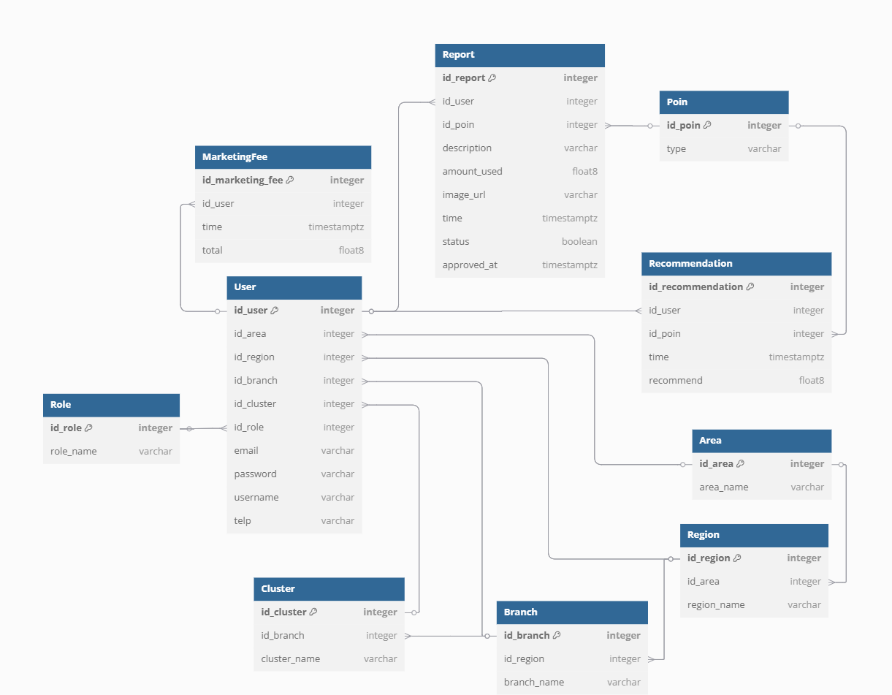 Report
id_report integer
id_user integer
id_poin integer
description varchar
amount_used float8
image_url varchar
time timestamptz
status boolean
approved_at timestamptz
Poin
id_poin integer
type varchar
MarketingFee
id_marketing_fee integer
id_user integer
time timestamptz
total float8
Recommendation
id_recommendation integer
id_user integer
id_poin integer
time timestamptz
recommend float8
User
id_user integer
id_area integer
id_region integer
id_branch integer
id_cluster integer
id_role integer
email varchar
password varchar
username varchar
telp varchar
Role
id_role integer
role_name varchar
Area
id_area integer
area_name varchar
Region
id_region integer
id_area integer
region_name varchar
Cluster
id_cluster integer
id_branch integer
cluster_name varchar
Branch
id_branch integer
id_region integer
branch_name varchar